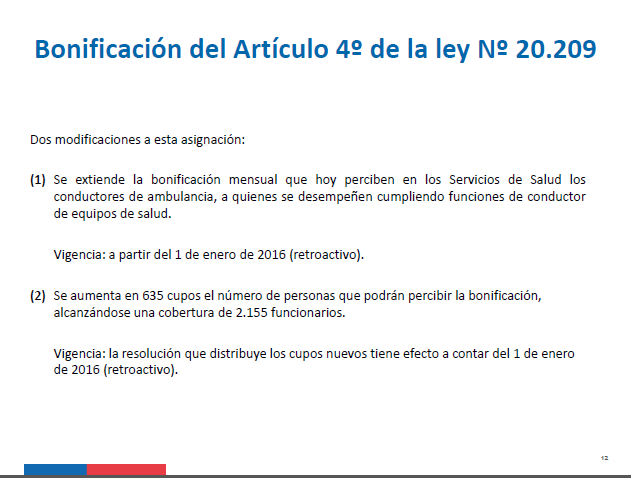 Bonificación del Artículo 4º de la ley Nº 20.209
Dos modificaciones a esta asignación:
(1) Se extiende la bonificación mensual que hoy perciben en los Servicios de Salud los
conductores de ambulancia, a quienes se desempeñen cumpliendo funciones de conductor
de equipos de salud.
Vigencia: a partir del 1 de enero de 2016 (retroactivo).
(2) Se aumenta en 635 cupos el número de personas que podrán percibir la bonificación,
alcanzándose una cobertura de 2.155 funcionarios.
Vigencia: la resolución que distribuye los cupos nuevos tiene efecto a contar del 1 de enero
de 2016 (retroactivo).
12